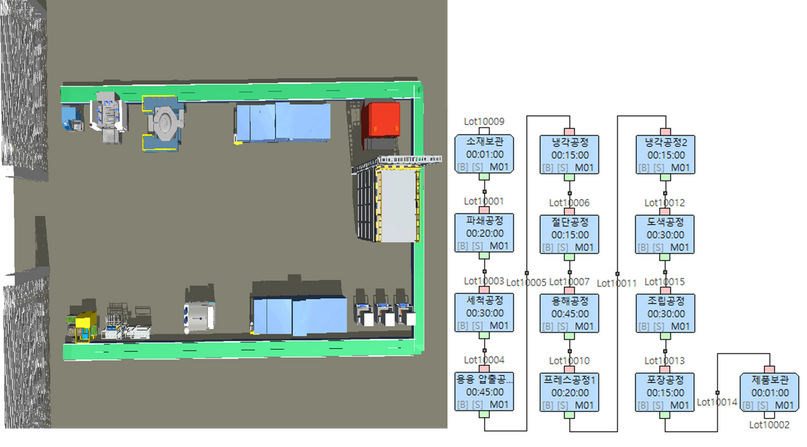 Lot10009
소재보관
00:01:00
[B] [S] M01
Lot10001
파쇄공정
00:20:00
[B] [S] M01
Lot10003
세척공정
00:30:00
[B] [S] M01
Lot10004
용융 압출공...
00:45:00
[B] [S] M01
Lot10005
냉각공정
00:15:00
[B] [S] M01
Lot10006
절단공정
00:15:00
[B] [S] M01
Lot10007
용해공정
00:45:00
[B] [S] M01
Lot10010
프레스공정1
00:20:00
[B] [S] M01
Lot10011
냉각공정2
00:15:00
[B] [S] M01
Lot10012
도색공정
00:30:00
[B] [S] M01
Lot10015
조립공정
00:30:00
[B] [S] M01
Lot10013
포장공정
00:15:00
[B] [S] M01
Lot10014
제품보관
00:01:00
[B] [S] M01
Lot10002